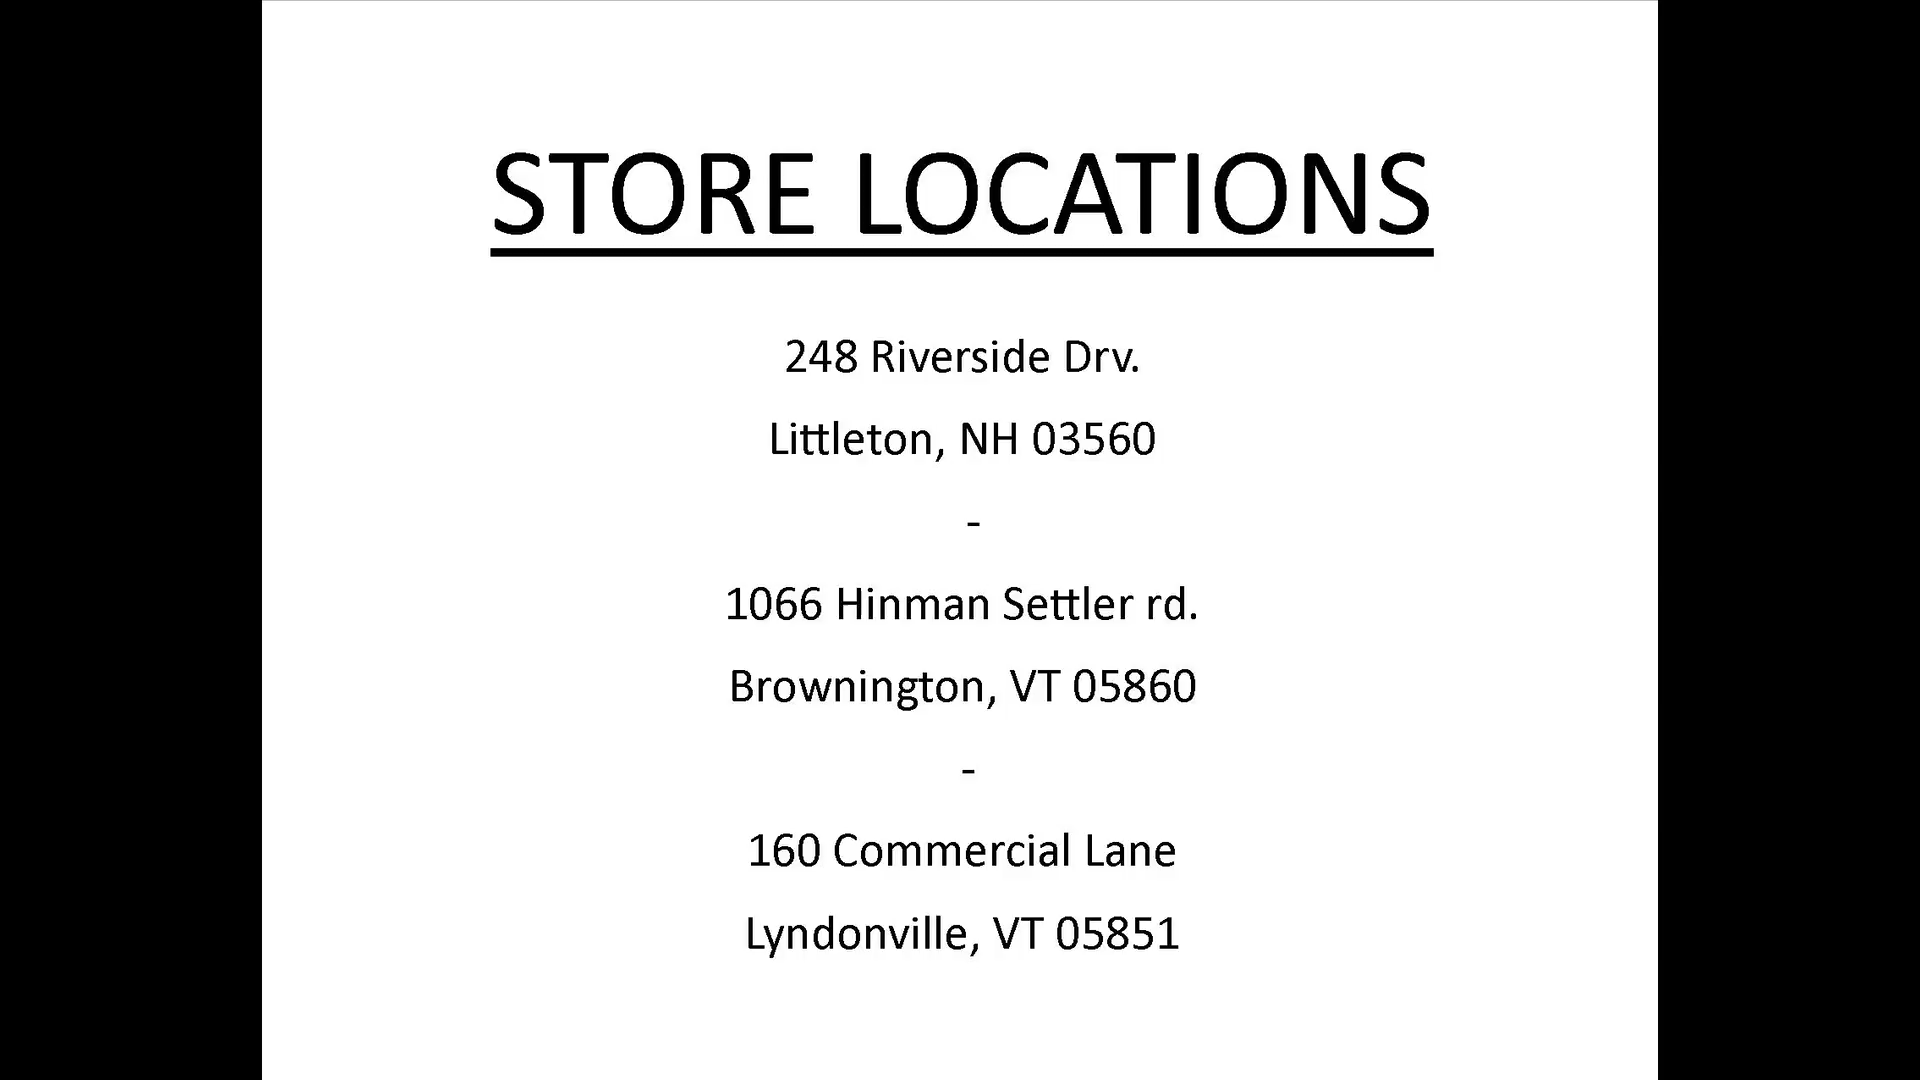 STORE LOCATIONS
248 Riverside Drv.
Littleton, NH 03560
-
1066 Hinman Settler rd.
Brownington, VT 05860
-
160 Commercial Lane
Lyndonville, VT 05851